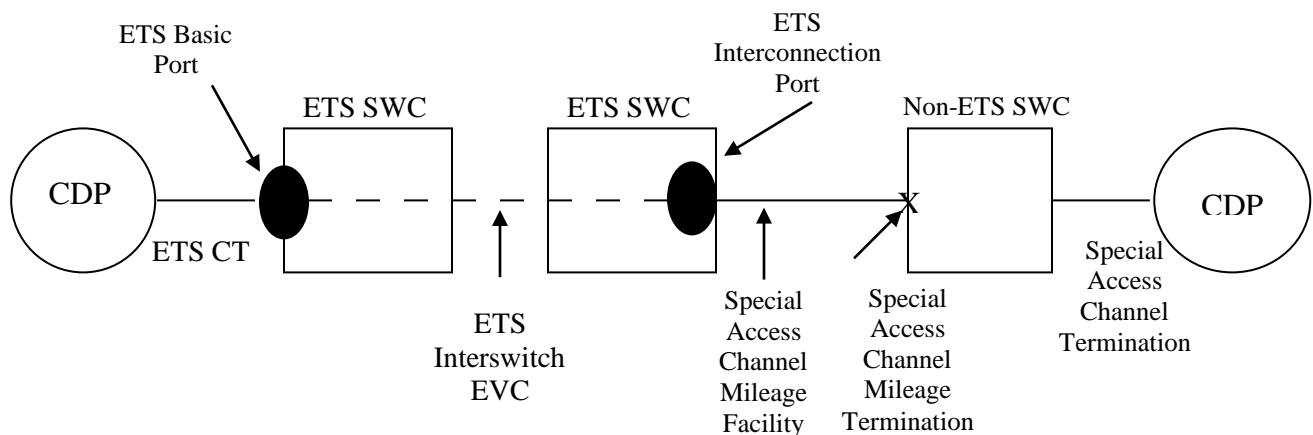 ETS Basic
Port
ETS
Interconnection
Port
ETS SWC
ETS SWC
Non-ETS SWC
CDP
X
CDP
ETS CT
ETS
Interswitch
EVC
Special
Access
Channel
Mileage
Facility
Special
Access
Channel
Mileage
Termination
Special
Access
Channel
Termination